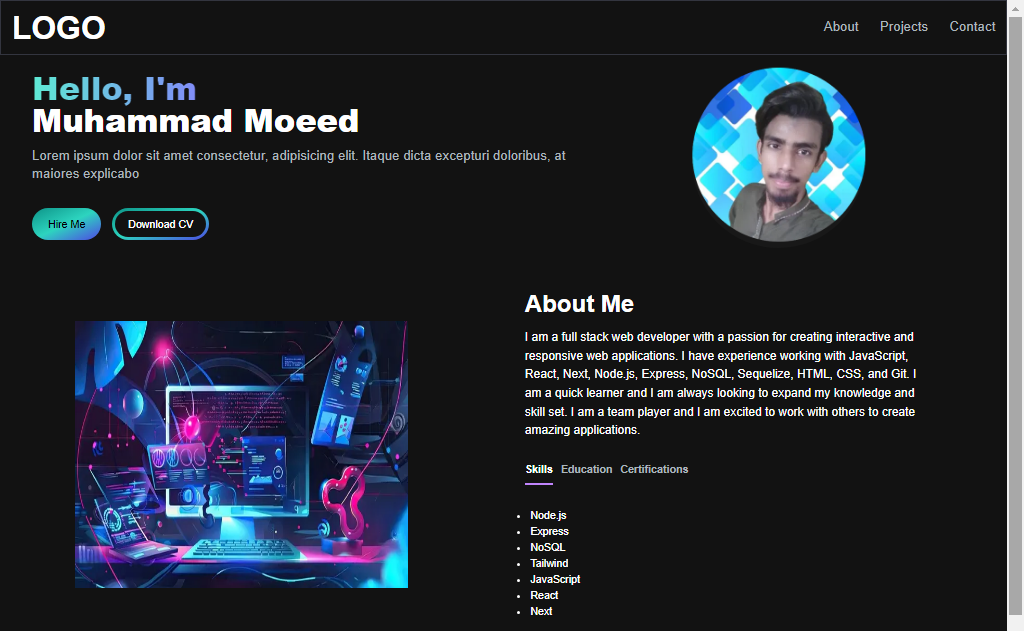 LOGO
About Projects Contact
Hello, I'm
Muhammad Moeed
Lorem ipsum dolor sit amet consectetur, adipisicing elit. Itaque dicta excepturi doloribus, at
maiores explicabo
Hire Me Download CV
About Me
I am a full stack web developer with a passion for creating interactive and
responsive web applications. I have experience working with JavaScript,
React, Next, Node.js, Express, NoSQL, Sequelize, HTML, CSS, and Git. I
am a quick learner and I am always looking to expand my knowledge and
skill set. I am a team player and I am excited to work with others to create
amazing applications.
Skills Education Certifications
Node.js
Express
NoSQL
Tailwind
JavaScript
React
Next